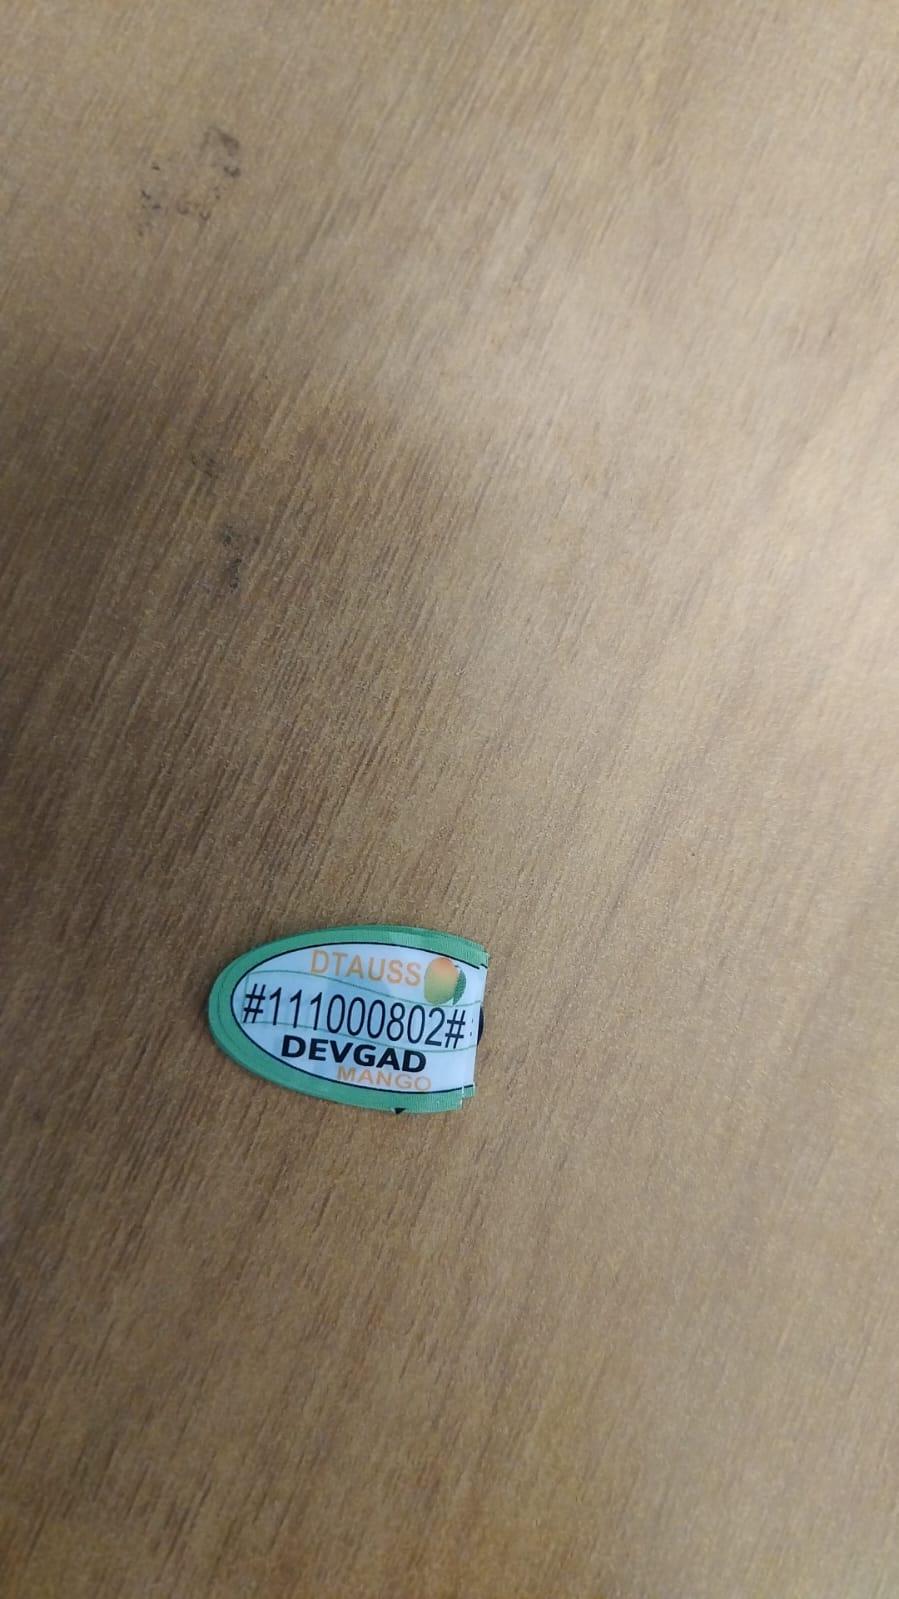 DTAUSS
#111000802#
DEVGAD
MANGO